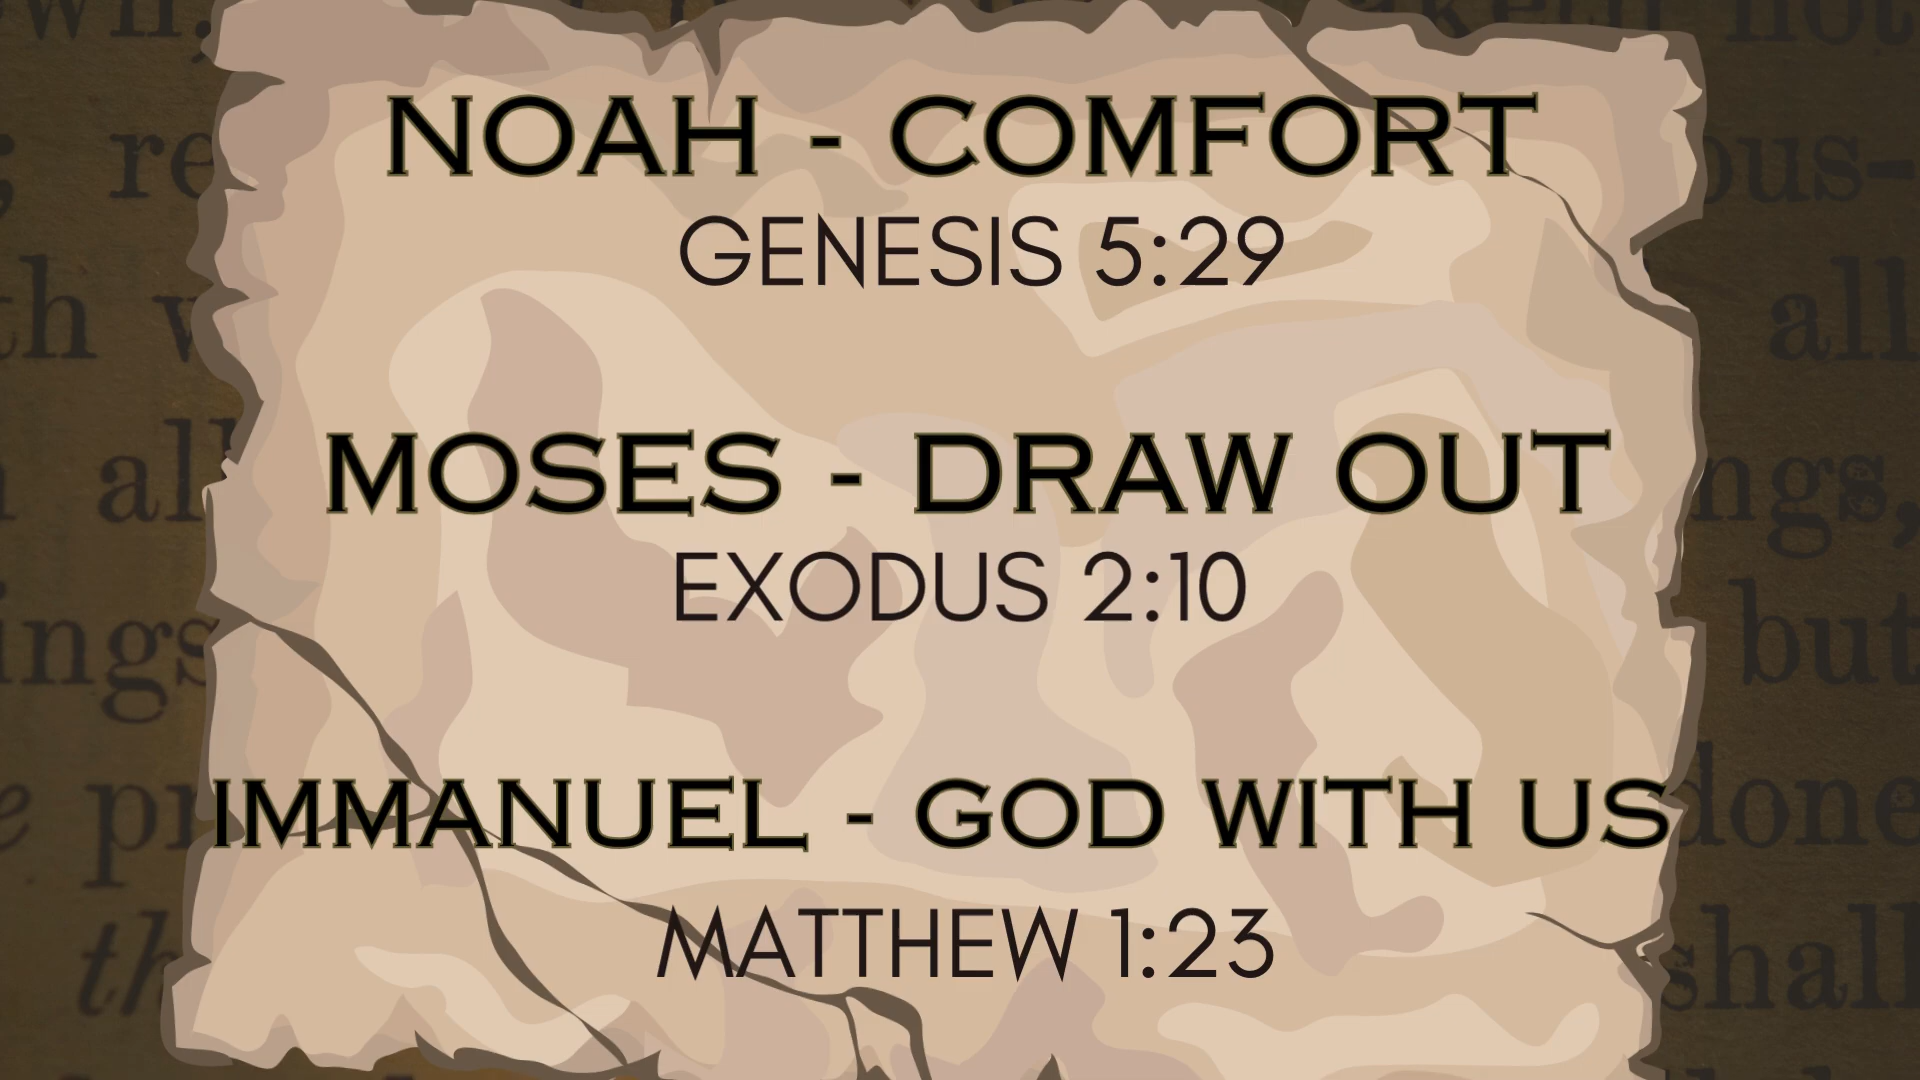 NOAH - COMFORT
GENESIS 5:29
MOSES - DRAW OUT
EXODUS 2:10
IMMANUEL - GOD WITH US
MATTHEW 1:23